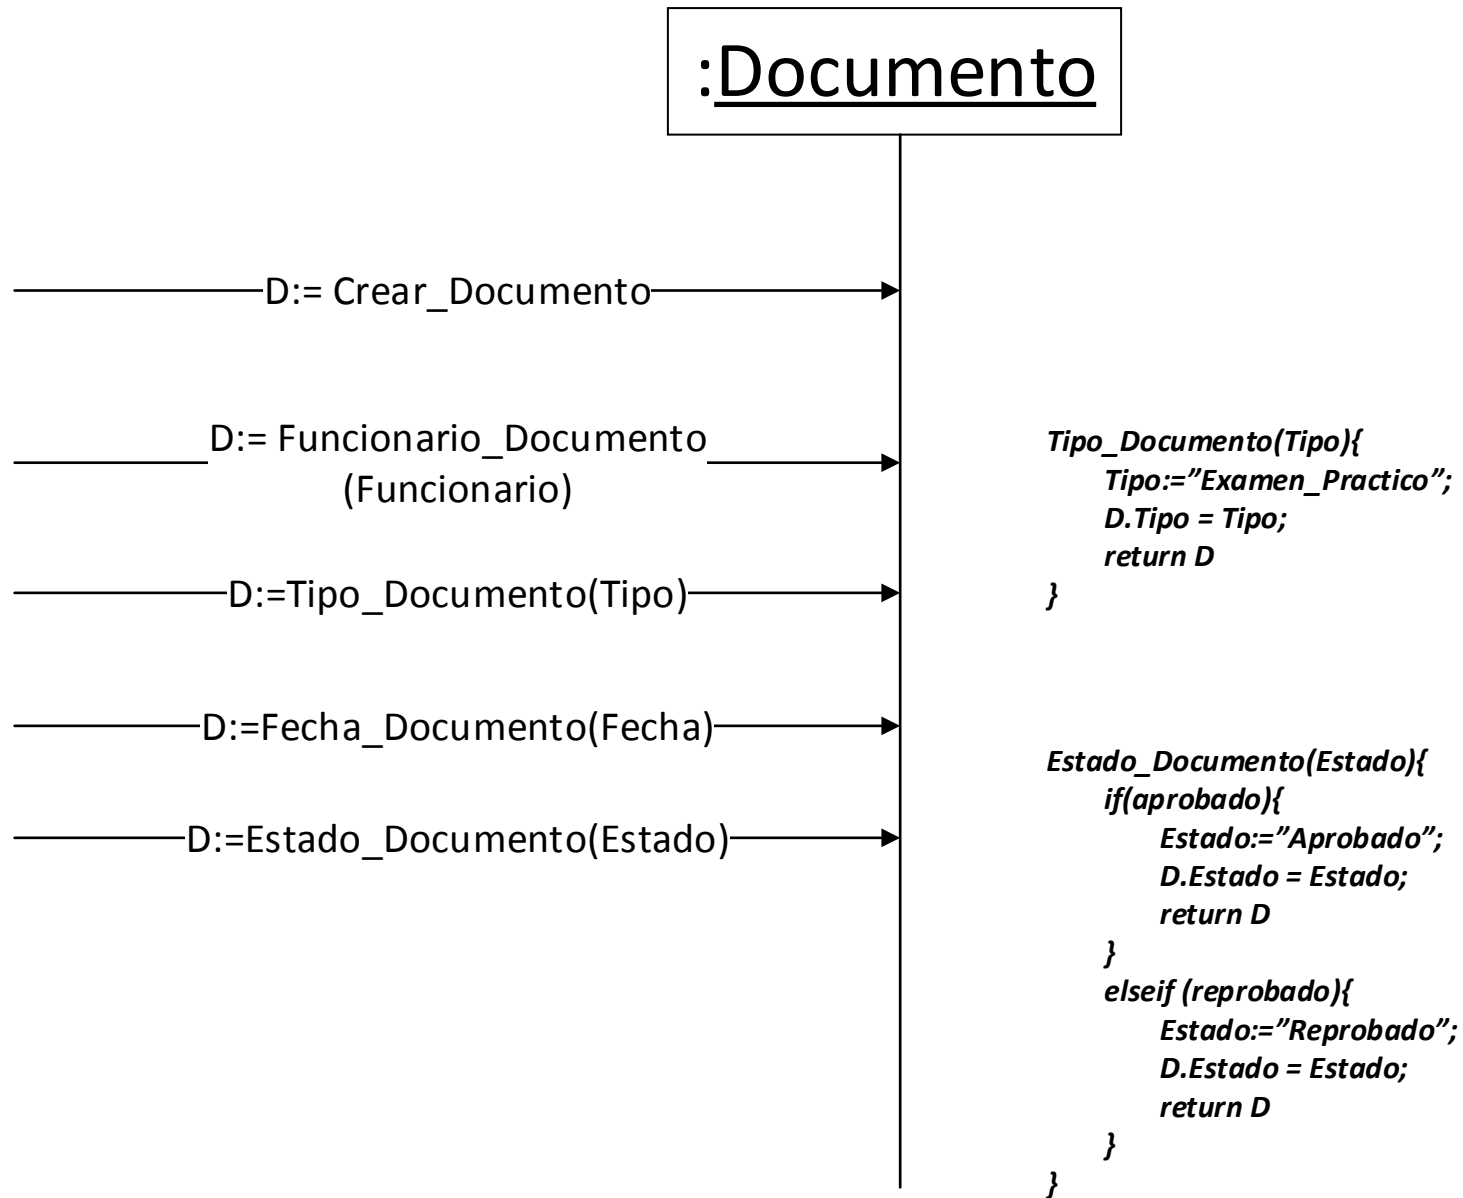 :Documento
D:= Crear_Documento
D:= Funcionario_Documento
(Funcionario)
D:=Tipo_Documento(Tipo)
D:=Fecha_Documento(Fecha)
D:=Estado_Documento(Estado)
Tipo_Documento(Tipo){
Tipo:=”Examen_Practico”;
D.Tipo = Tipo;
return D
}
Estado_Documento(Estado){
if(aprobado){
Estado:=”Aprobado”;
D.Estado = Estado;
return D
}
elseif (reprobado){
Estado:=”Reprobado”;
D.Estado = Estado;
return D
}
}